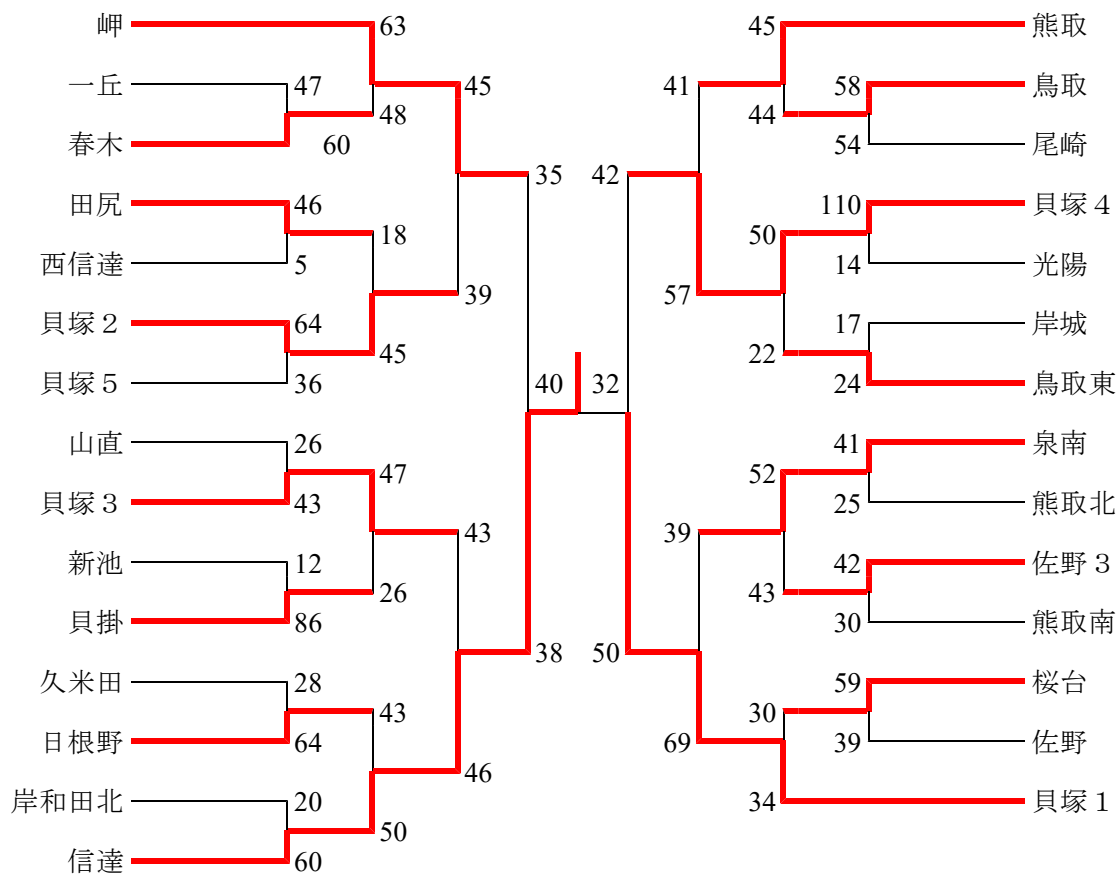 岬 63 45 熊取
一丘 47 45 41 58 鳥取
48 44
春木 60 54 尾崎
35 42
田尻 46 110 貝塚４
18 50
西信達 5 14 光陽
39 57
貝塚２ 64 17 岸城
45 22
貝塚５ 36 40 32 24 鳥取東
山直 26 41 泉南
47 52
貝塚３ 43 25 熊取北
43 39
新池 12 42 佐野３
26 43
貝掛 86 30 熊取南
38 50
久米田 28 59 桜台
43 30
日根野 64 69 39 佐野
46
岸和田北 20 34 貝塚１
50
信達 60